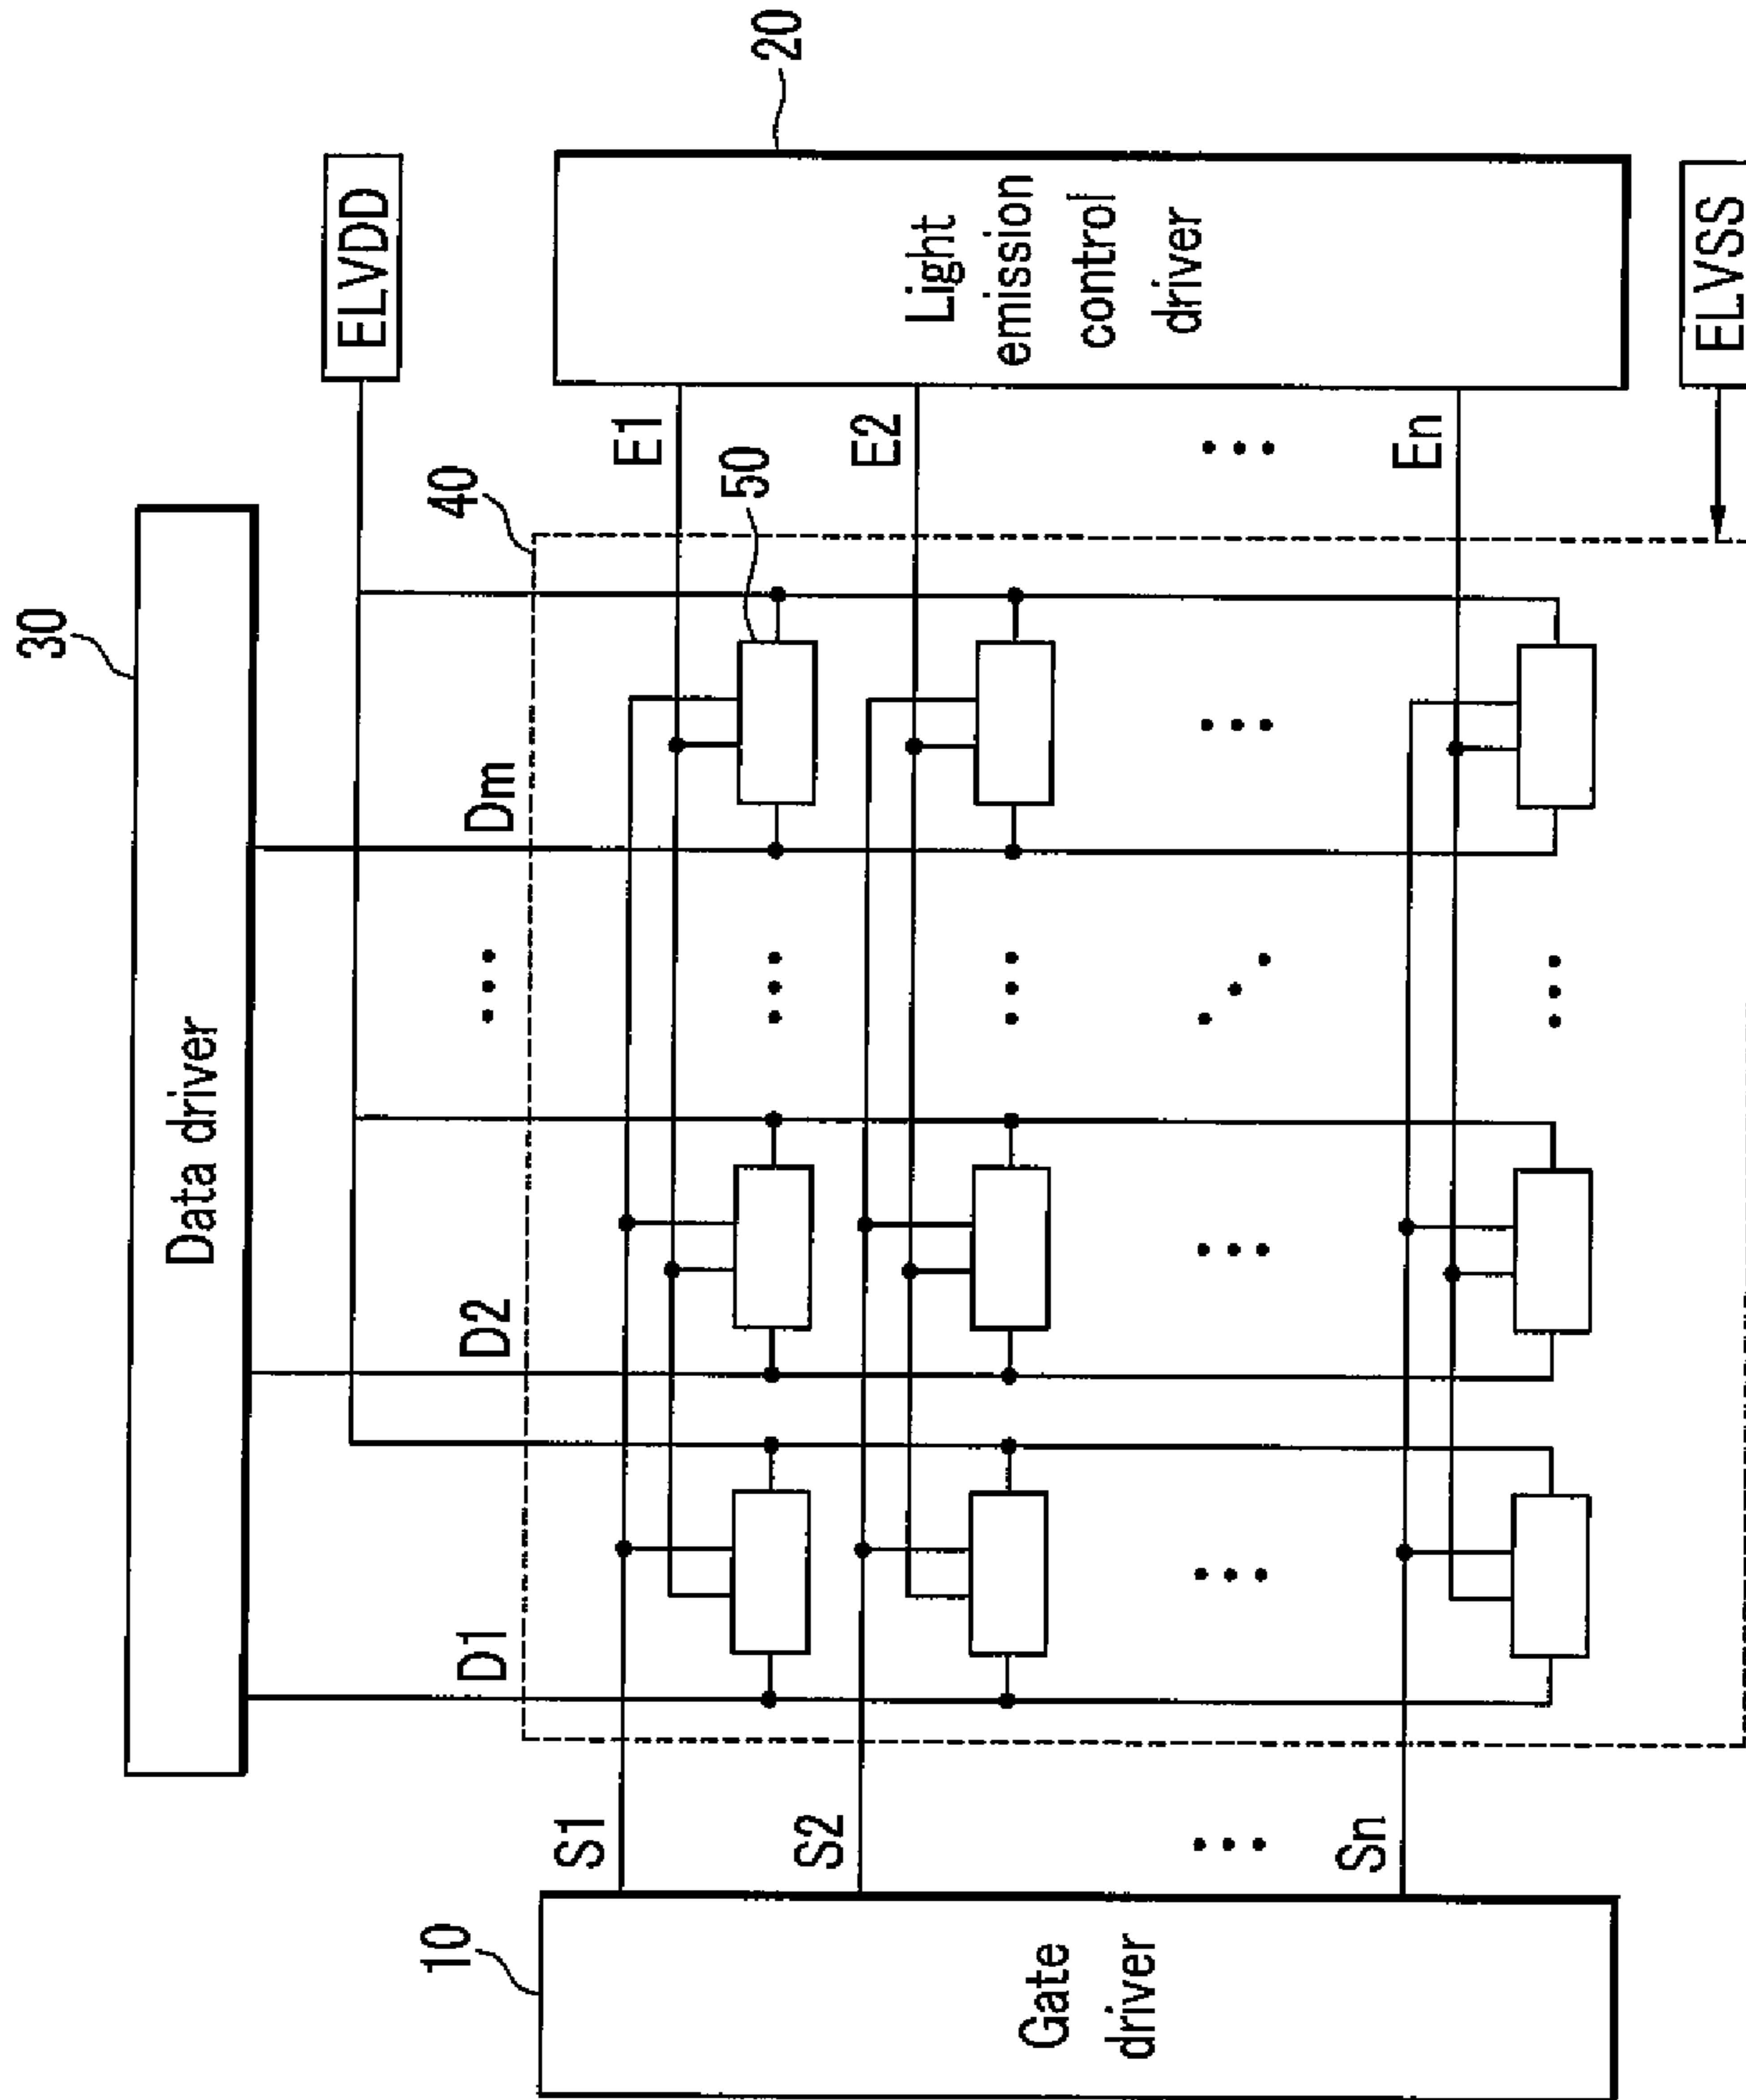 30
Data driver
ELVDD
D1
D2
Dm
40
10
20
S1
E1
50
S2
E2
Gate
driver
Light
emission
control
driver
Sn
En
ELVSS